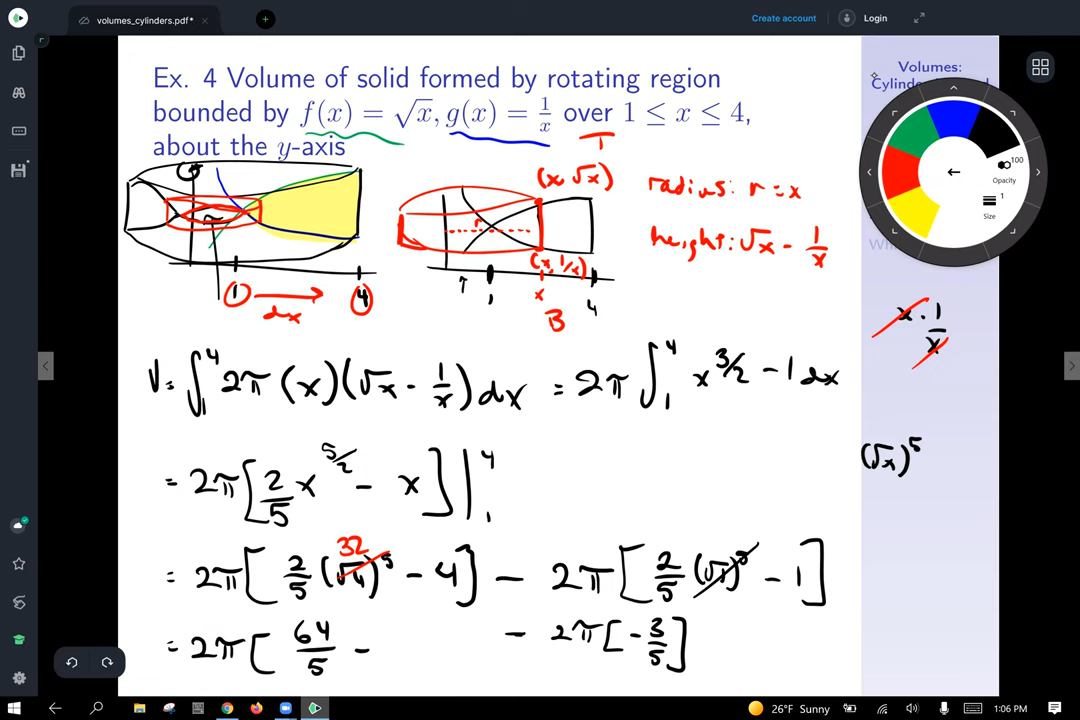 volumes_cylinders.pdf*
Create account
Login
Ex. 4 Volume of solid formed by rotating region
bounded by f(x) = √x, g(x) = 1/x over 1 ≤ x ≤ 4,
about the y-axis
Volumes:
T
(x √x)
r
(x, 1/x)
1
dx
4
1
x
4
B
radius: r = x
height: √x - 1/x
100
Opacity
1
Size
x · 1/x
V = ∫₁⁴ 2π (x)(√x - 1/x) dx = 2π ∫₁⁴ x^3/2 - 1 dx
(√x)^5
= 2π [2/5 x^5/2 - x] |₁⁴
32
= 2π [2/5 (√4)^5 - 4] - 2π [2/5 (√1)^5 - 1]
= 2π [64/5 - - 2π [-3/5]
26°F Sunny
1:06 PM